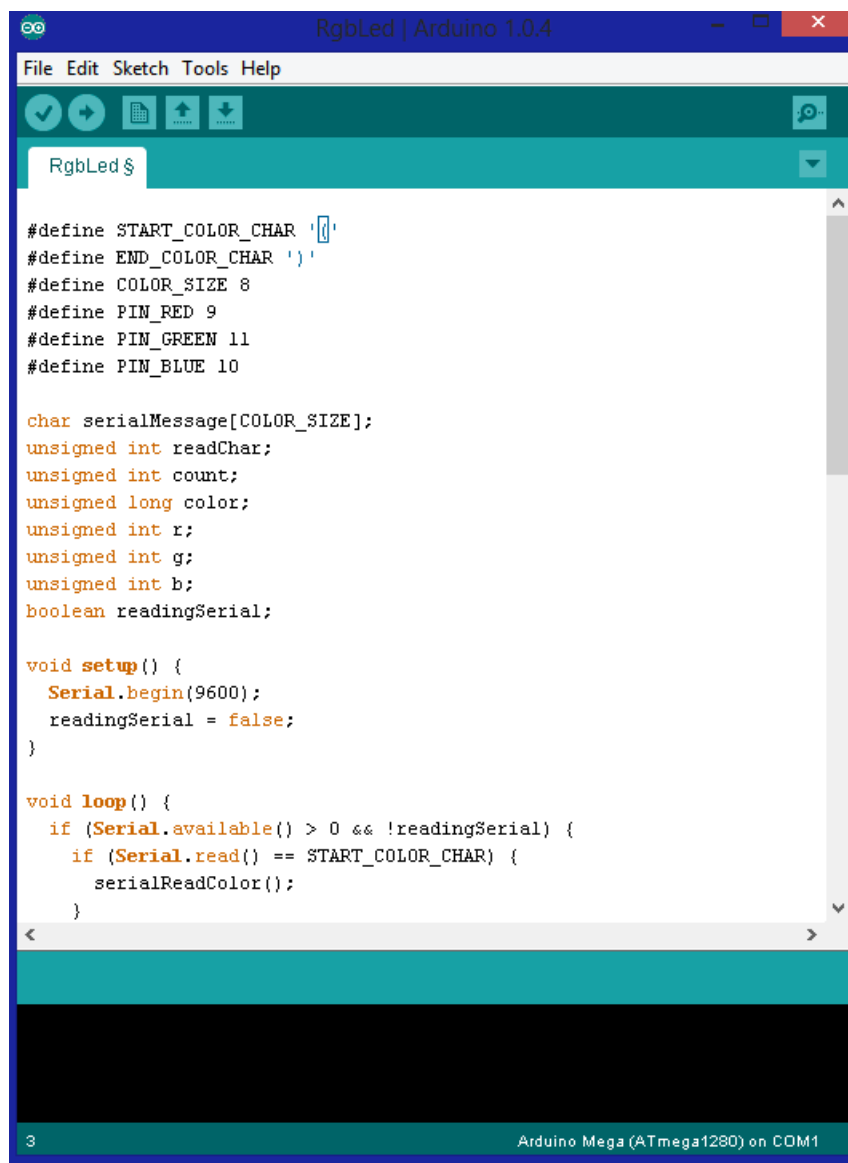 RgbLed | Arduino 1.0.4
File Edit Sketch Tools Help
RgbLed §
#define START_COLOR_CHAR '('
#define END_COLOR_CHAR ')'
#define COLOR_SIZE 8
#define PIN_RED 9
#define PIN_GREEN 11
#define PIN_BLUE 10

char serialMessage[COLOR_SIZE];
unsigned int readChar;
unsigned int count;
unsigned long color;
unsigned int r;
unsigned int g;
unsigned int b;
boolean readingSerial;

void setup() {
  Serial.begin(9600);
  readingSerial = false;
}

void loop() {
  if (Serial.available() > 0 && !readingSerial) {
    if (Serial.read() == START_COLOR_CHAR) {
      serialReadColor();
    }
3
Arduino Mega (ATmega1280) on COM1